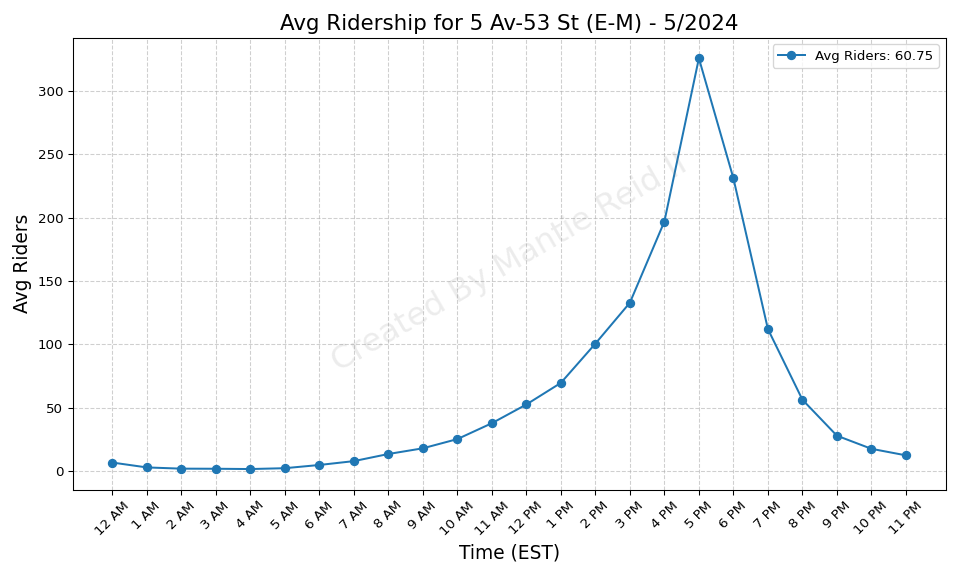 Avg Ridership for 5 Av-53 St (E-M) - 5/2024
Avg Riders: 60.75
Avg Riders
300
250
200
150
100
50
0
Created By Mantle Reid
12 AM
1 AM
2 AM
3 AM
4 AM
5 AM
6 AM
7 AM
8 AM
9 AM
10 AM
11 AM
12 PM
1 PM
2 PM
3 PM
4 PM
5 PM
6 PM
7 PM
8 PM
9 PM
10 PM
11 PM
Time (EST)